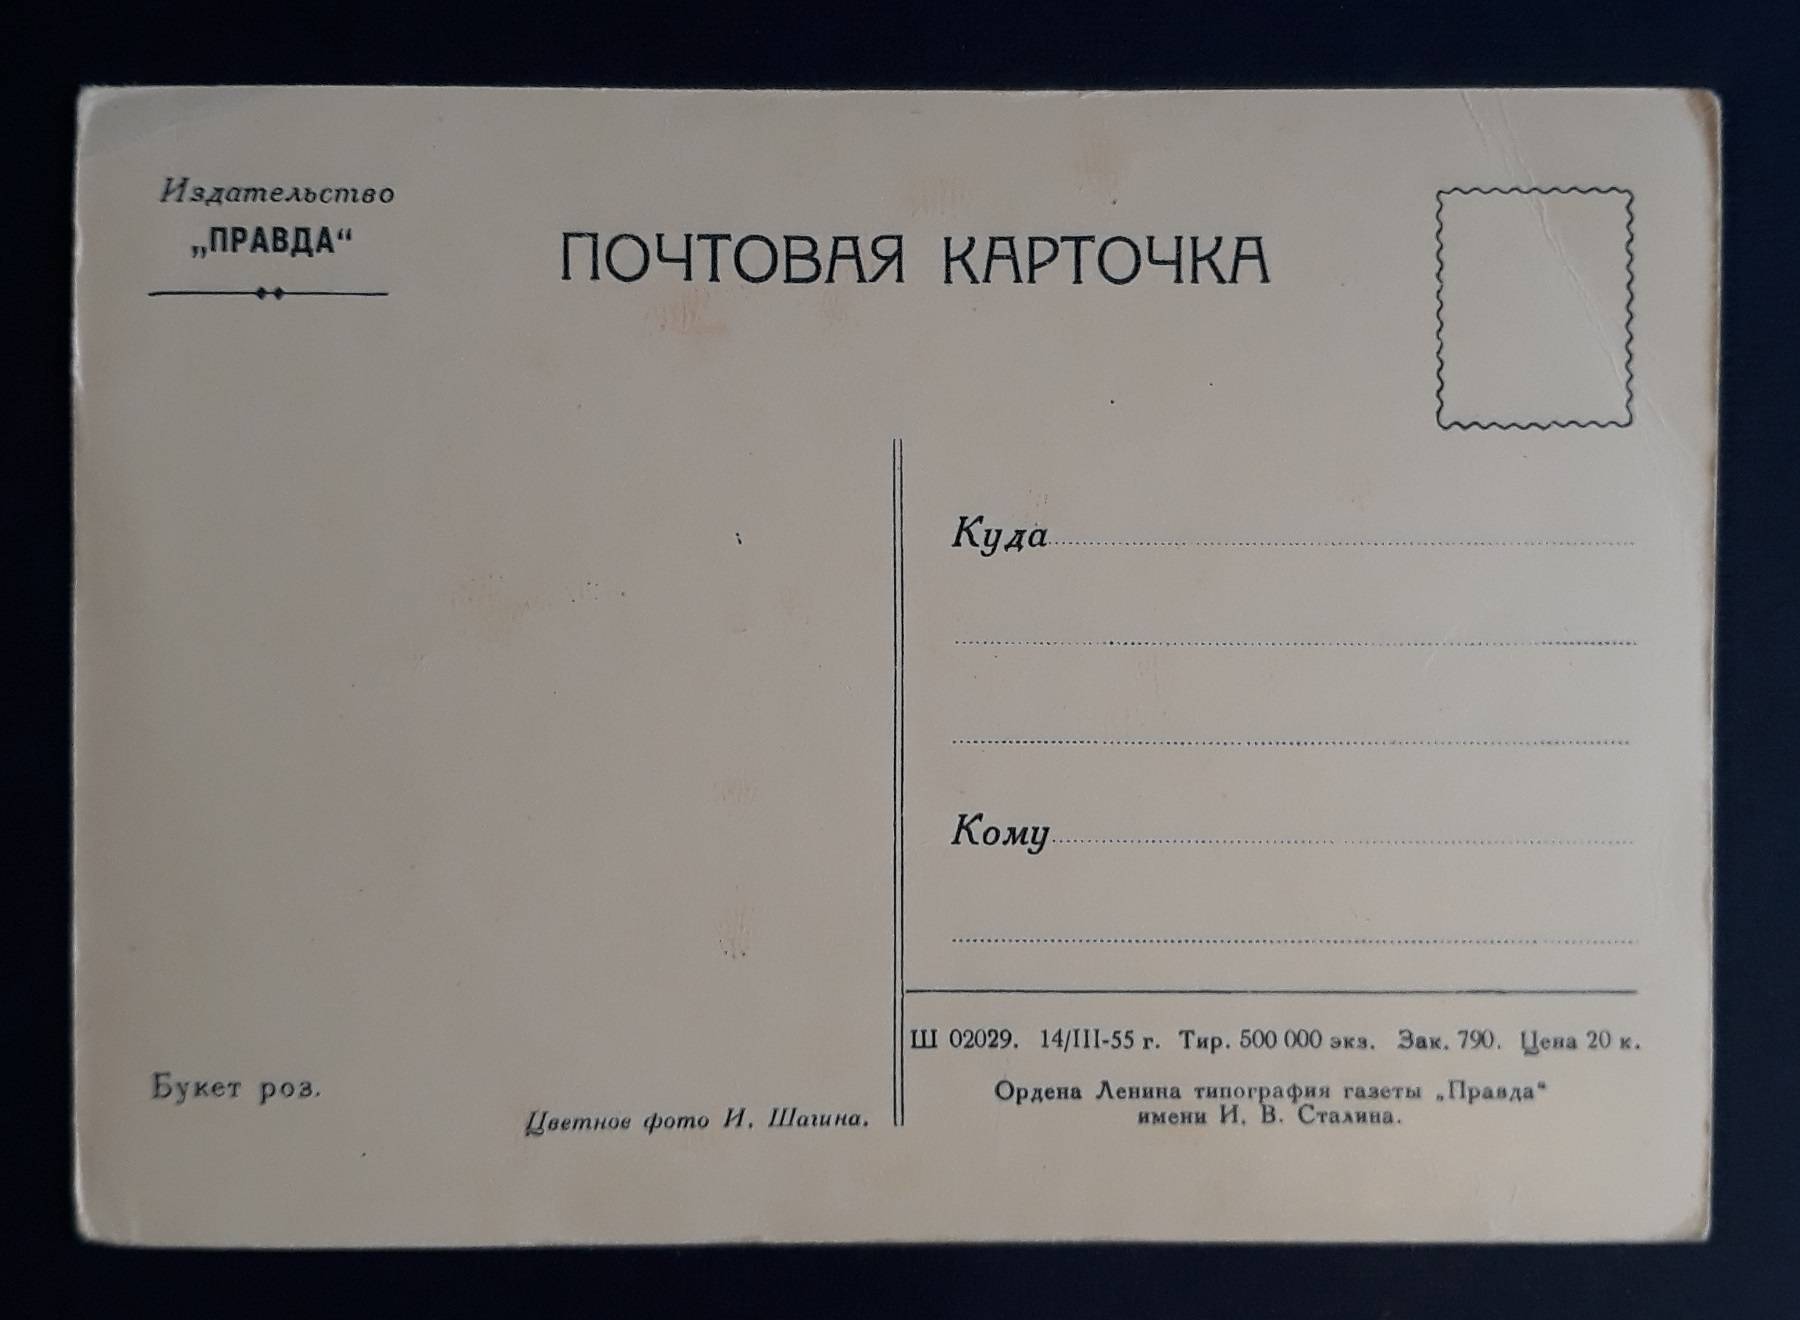 Издательство
„ПРАВДА“
ПОЧТОВАЯ КАРТОЧКА
Куда
Кому
Ш 02029. 14/III-55 г. Тир. 500 000 экз. Зак. 790. Цена 20 к.
Ордена Ленина типография газеты „Правда“
имени И. В. Сталина.
Букет роз.
Цветное фото И. Шагина.